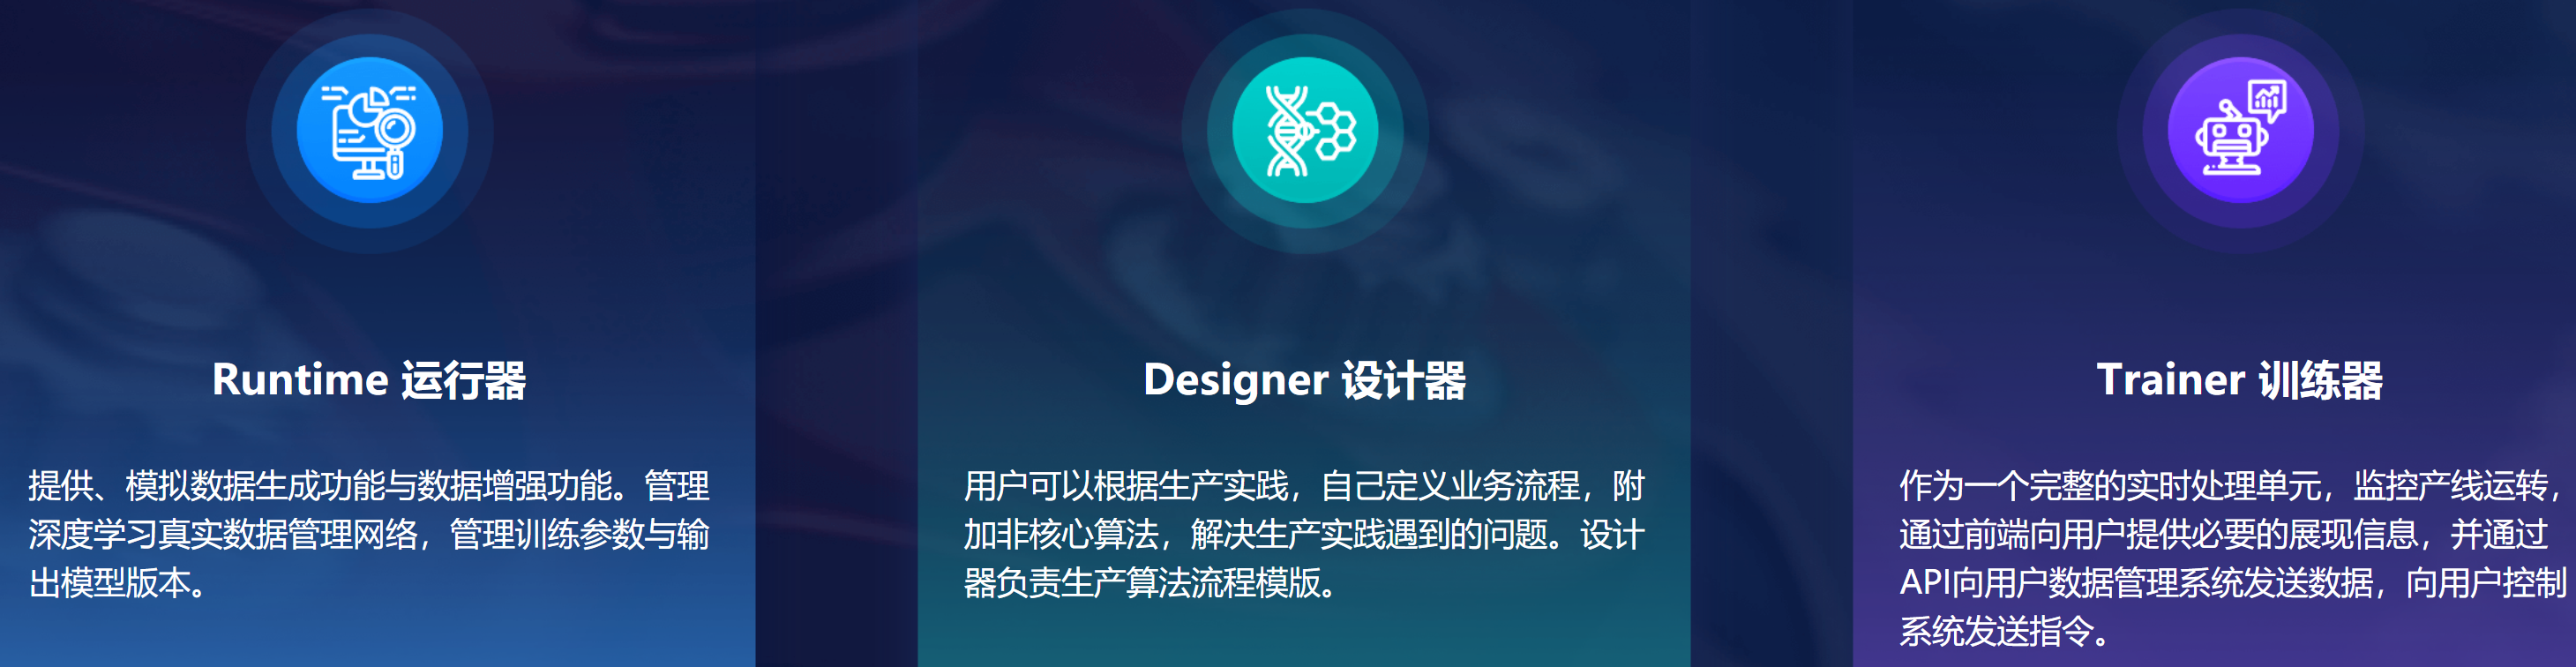 Runtime 运行器
提供、模拟数据生成功能与数据增强功能。管理
深度学习真实数据管理网络，管理训练参数与输
出模型版本。
Designer 设计器
用户可以根据生产实践，自己定义业务流程，附
加非核心算法，解决生产实践遇到的问题。设计
器负责生产算法流程模版。
Trainer 训练器
作为一个完整的实时处理单元，监控产线运转，
通过前端向用户提供必要的展现信息，并通过
API向用户数据管理系统发送数据，向用户控制
系统发送指令。